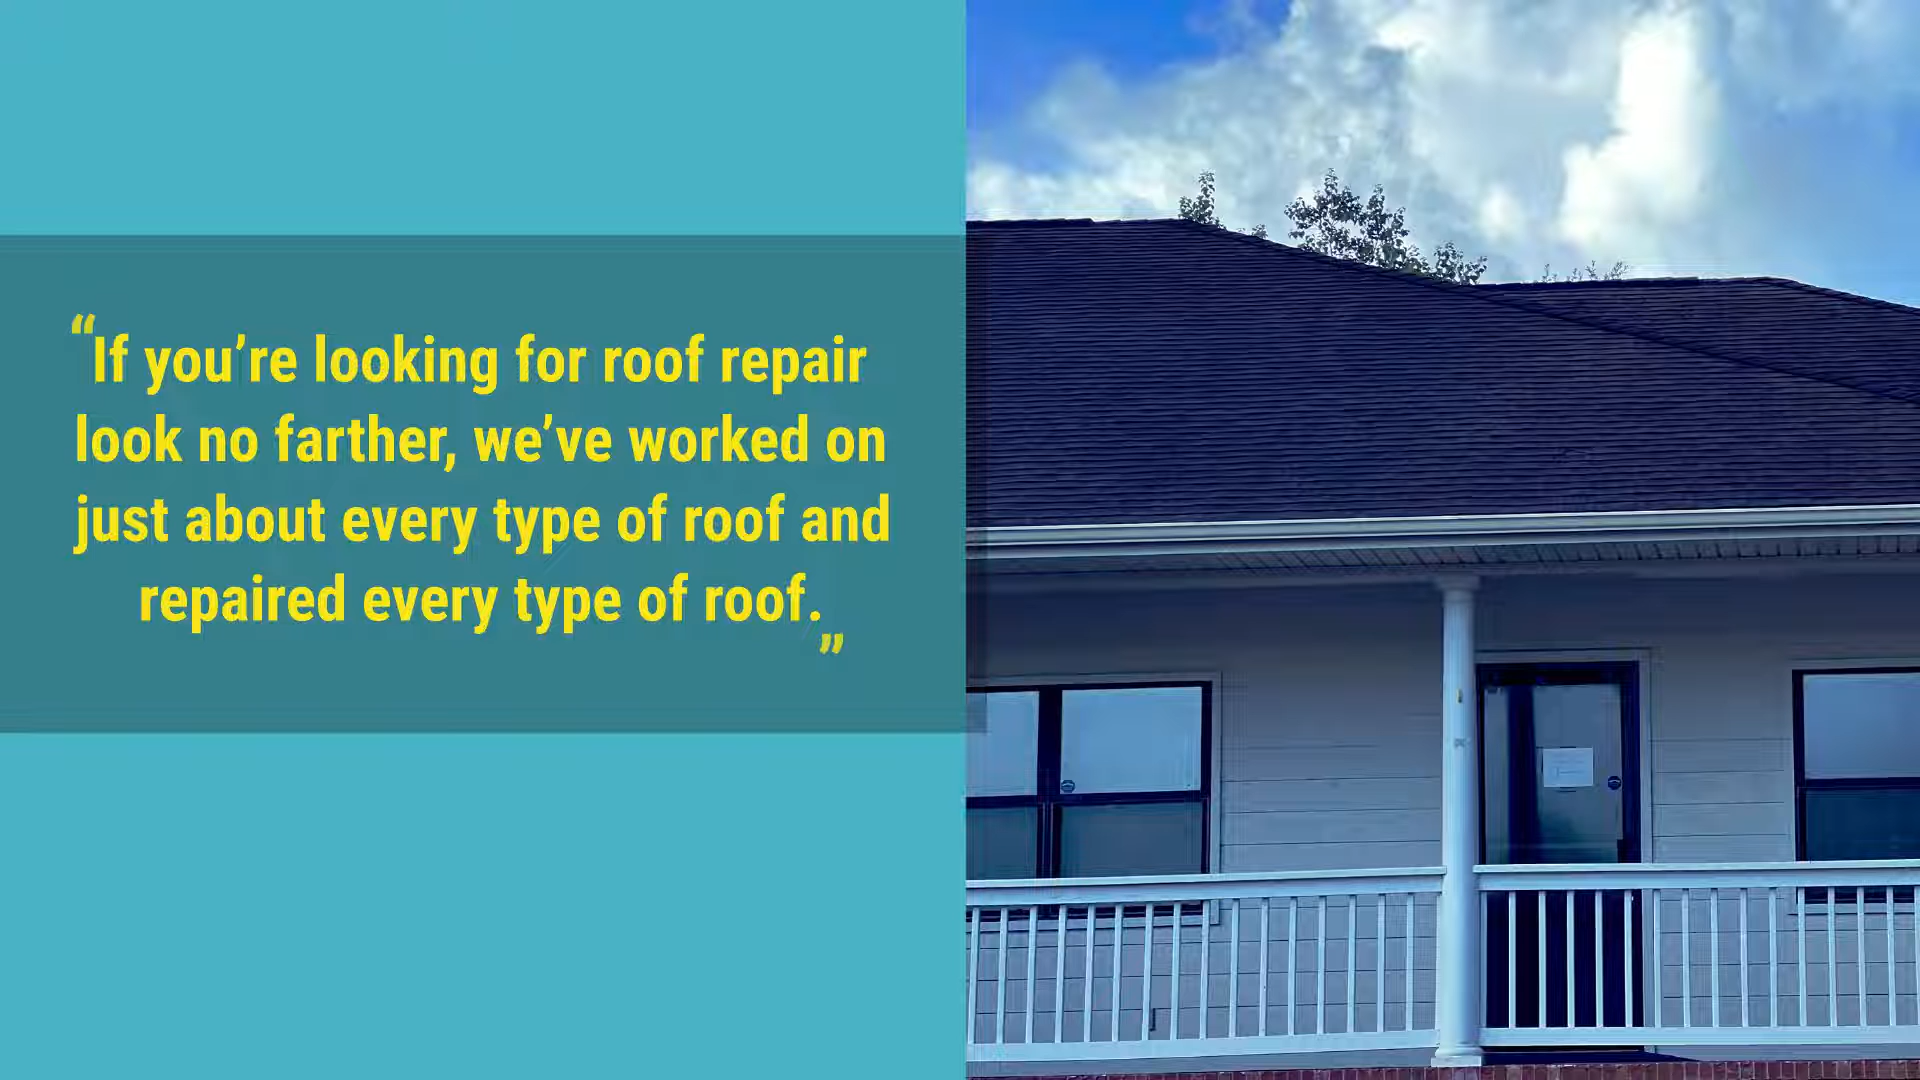 “If you’re looking for roof repair
look no farther, we’ve worked on
just about every type of roof and
repaired every type of roof.”